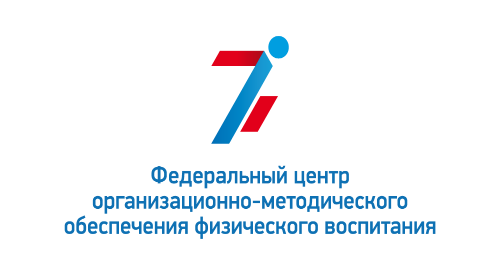 Федеральный центр
организационно-методического
обеспечения физического воспитания